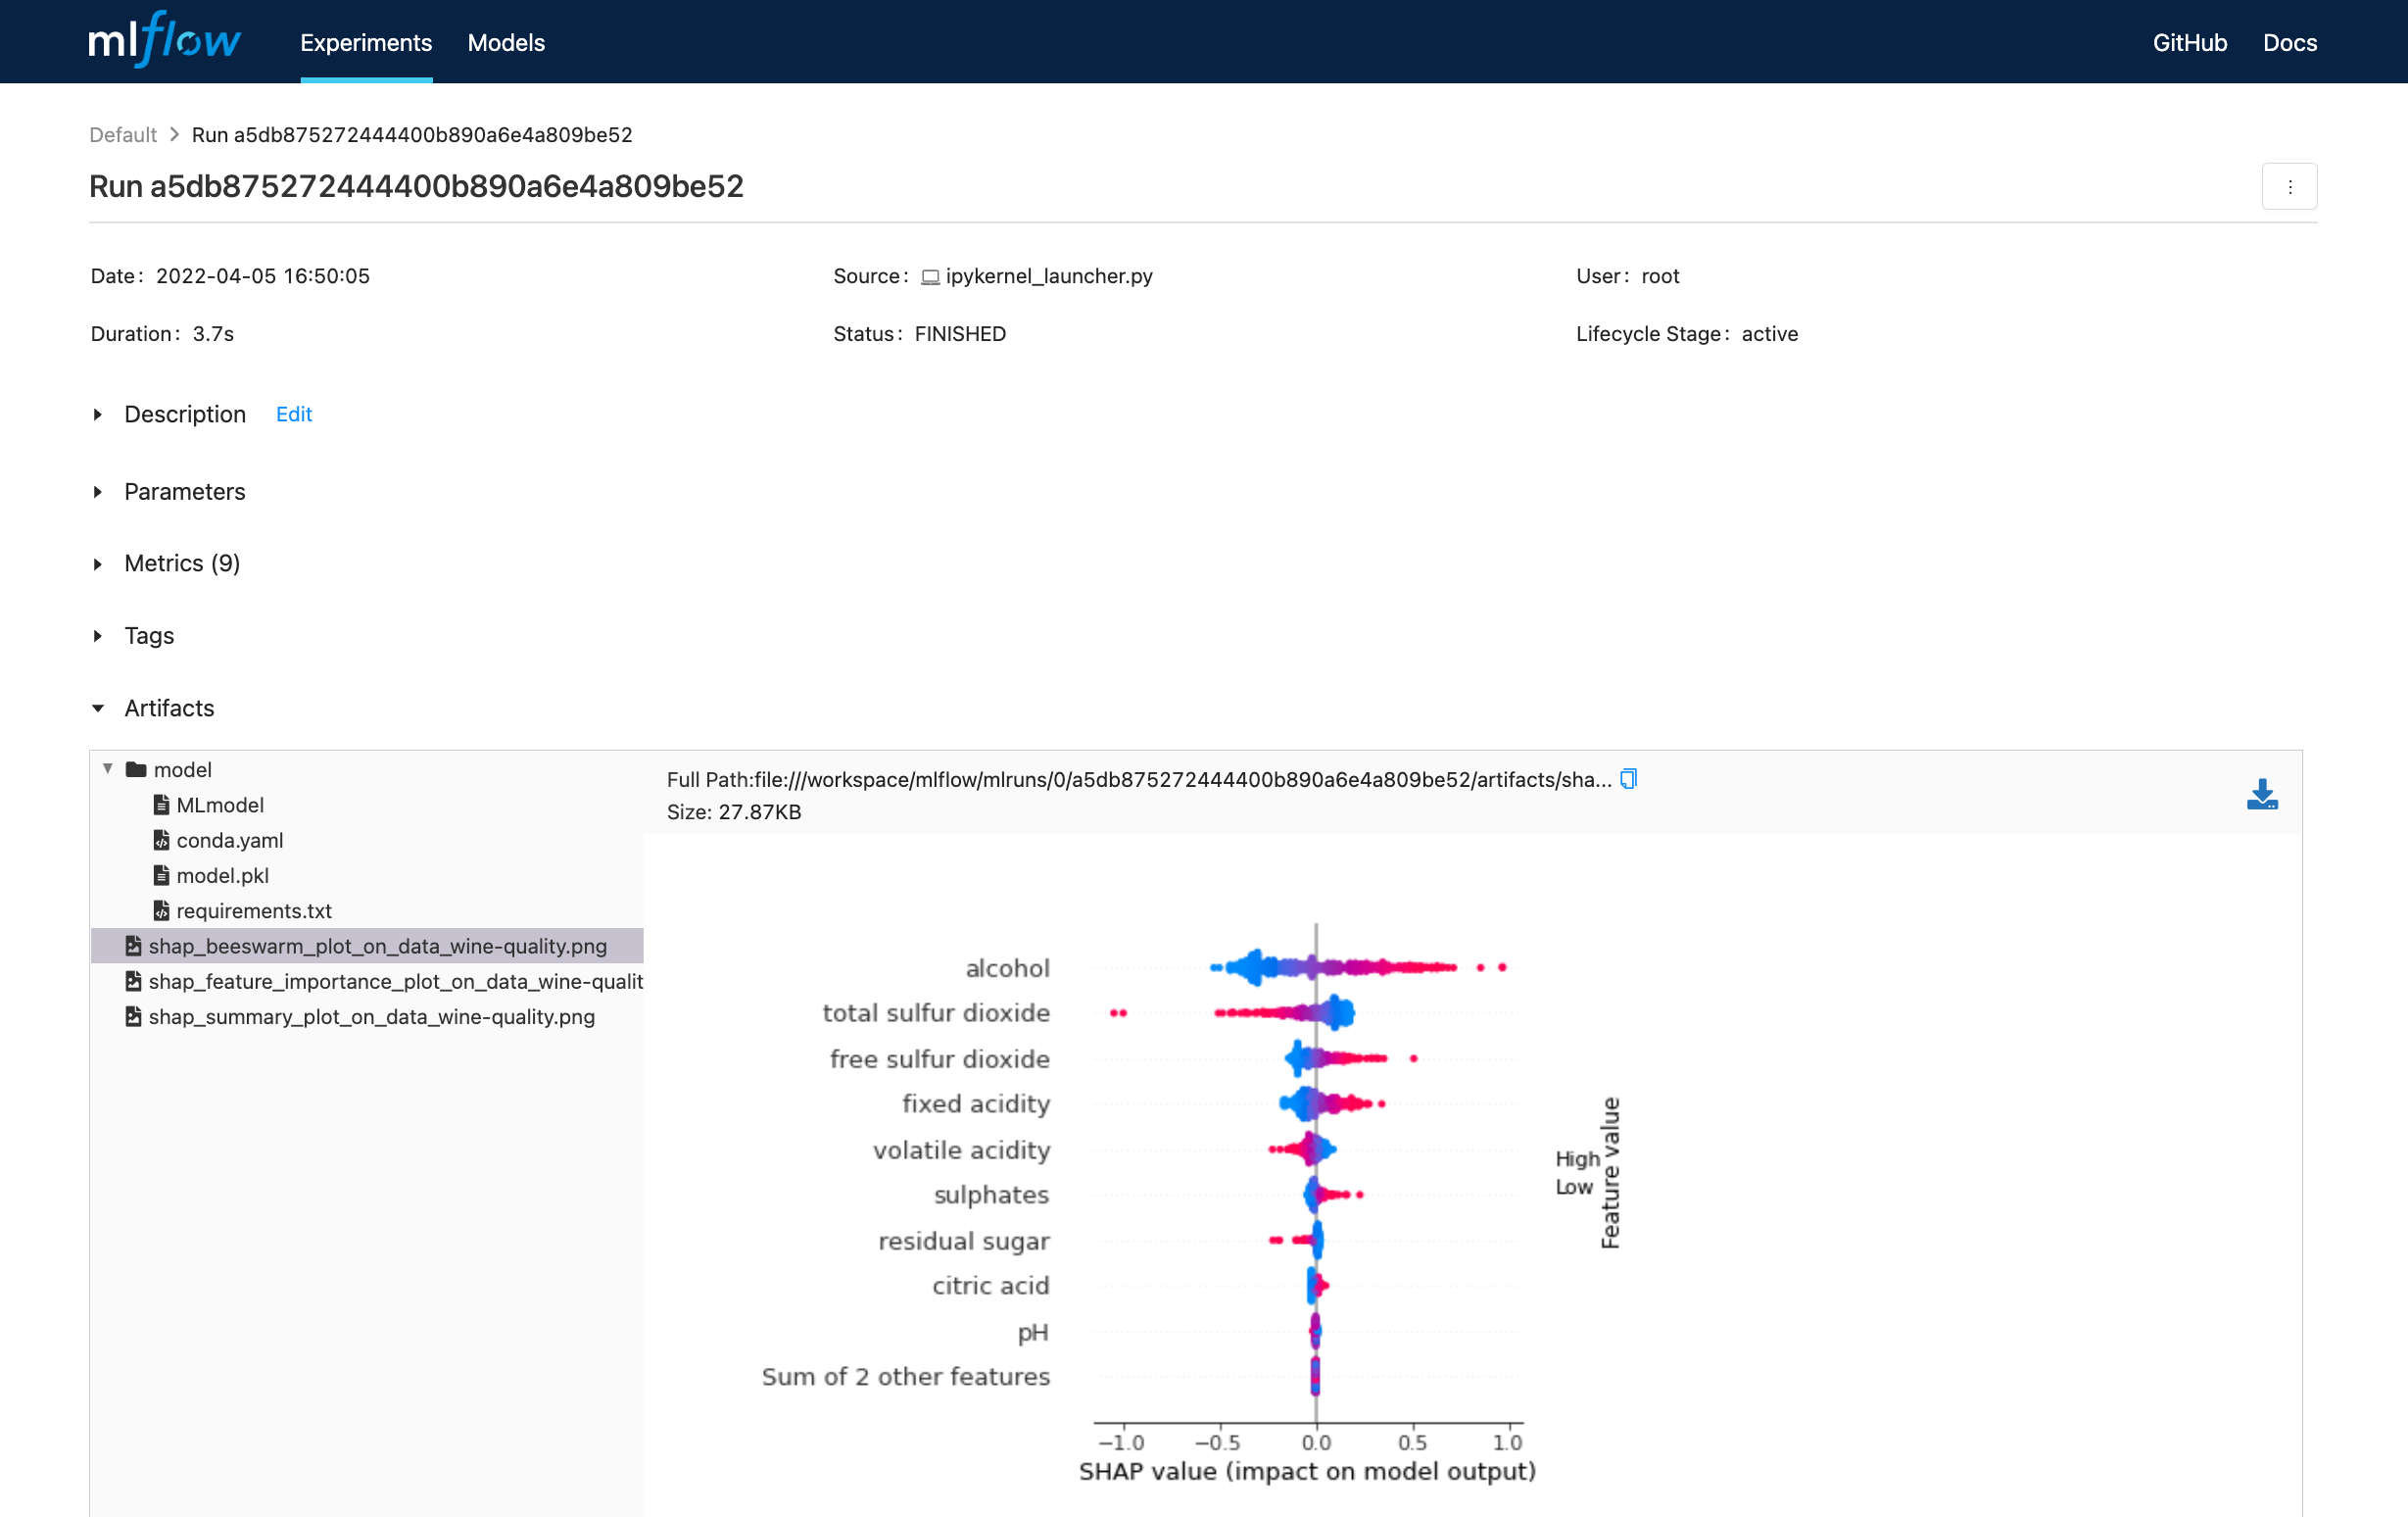 mlflow Experiments Models GitHub Docs
Default > Run a5db875272444400b890a6e4a809be52
Run a5db875272444400b890a6e4a809be52
Date: 2022-04-05 16:50:05 Source: ipykernel_launcher.py User: root
Duration: 3.7s Status: FINISHED Lifecycle Stage: active
Description Edit
Parameters
Metrics (9)
Tags
Artifacts
model
MLmodel
conda.yaml
model.pkl
requirements.txt
shap_beeswarm_plot_on_data_wine-quality.png
shap_feature_importance_plot_on_data_wine-qualit
shap_summary_plot_on_data_wine-quality.png
Full Path:file:///workspace/mlflow/mlruns/0/a5db875272444400b890a6e4a809be52/artifacts/sha...
Size: 27.87KB
alcohol
total sulfur dioxide
free sulfur dioxide
fixed acidity
volatile acidity
sulphates
residual sugar
citric acid
pH
Sum of 2 other features
−1.0 −0.5 0.0 0.5 1.0
SHAP value (impact on model output)
High
Low
Feature value